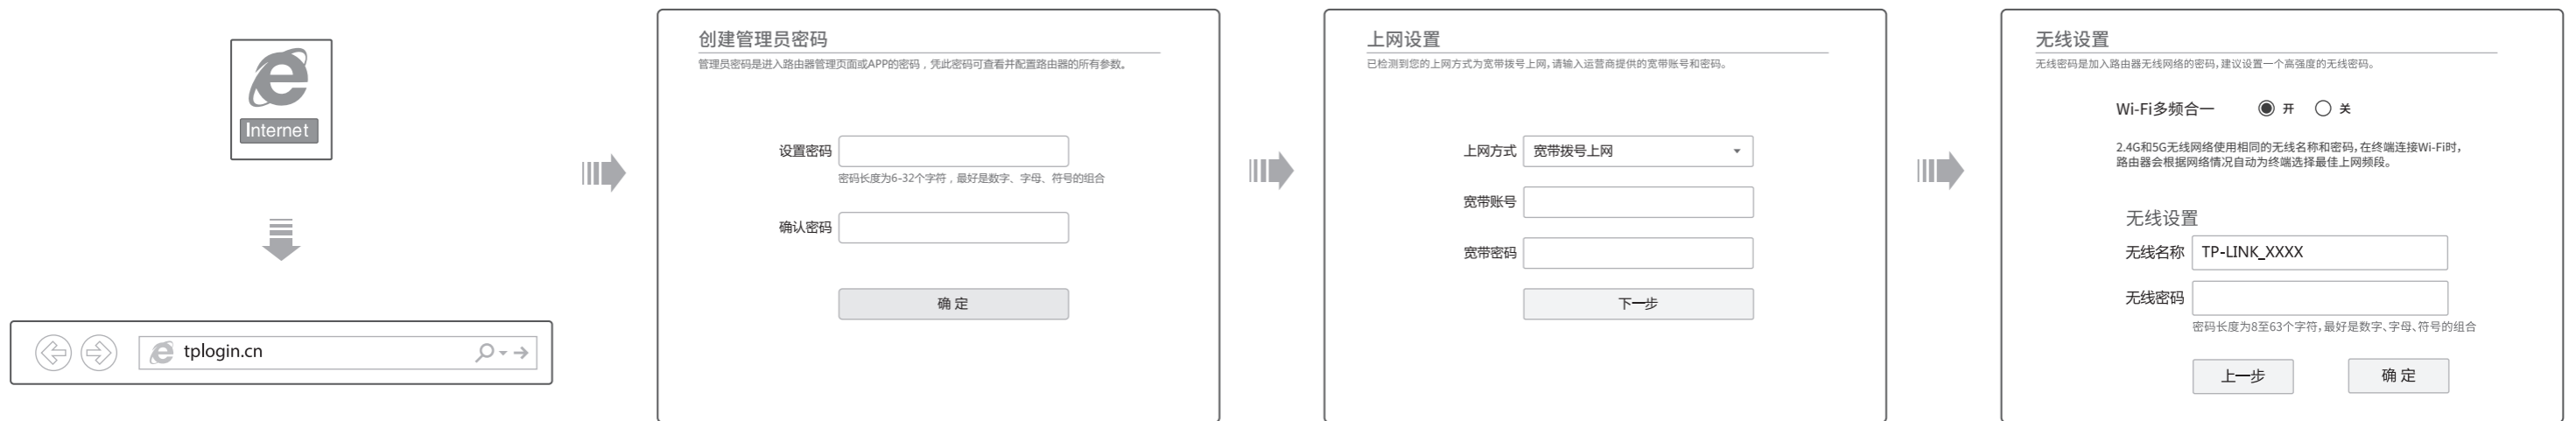 Internet
tplogin.cn
创建管理员密码
管理员密码是进入路由器管理页面或APP的密码，凭此密码可查看并配置路由器的所有参数。
设置密码
密码长度为6-32个字符，最好是数字、字母、符号的组合
确认密码
确 定
上网设置
已检测到您的上网方式为宽带拨号上网，请输入运营商提供的宽带账号和密码。
上网方式 宽带拨号上网
宽带账号
宽带密码
下一步
无线设置
无线密码是加入路由器无线网络的密码，建议设置一个高强度的无线密码。
Wi-Fi多频合一 开 关
2.4G和5G无线网络使用相同的无线名称和密码，在终端连接Wi-Fi时，
路由器会根据网络情况自动为终端选择最佳上网频段。
无线设置
无线名称 TP-LINK_XXXX
无线密码
密码长度为8至63个字符，最好是数字、字母、符号的组合
上一步 确 定